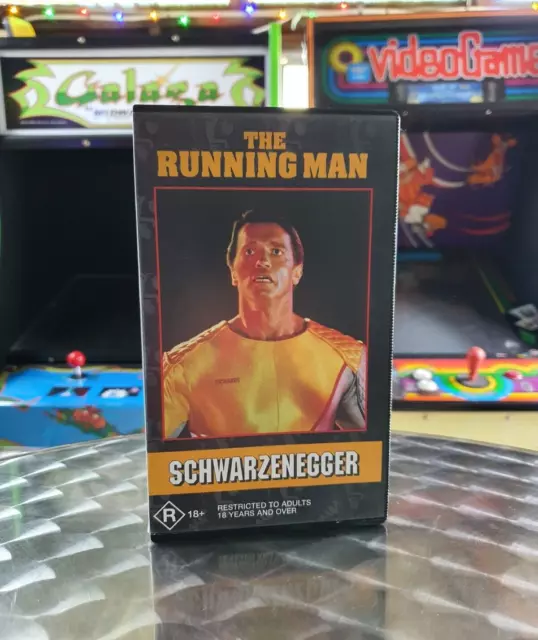 Galaga
videoGame
THE
RUNNING MAN
SCHWARZENEGGER
R 18+
RESTRICTED TO ADULTS
18 YEARS AND OVER